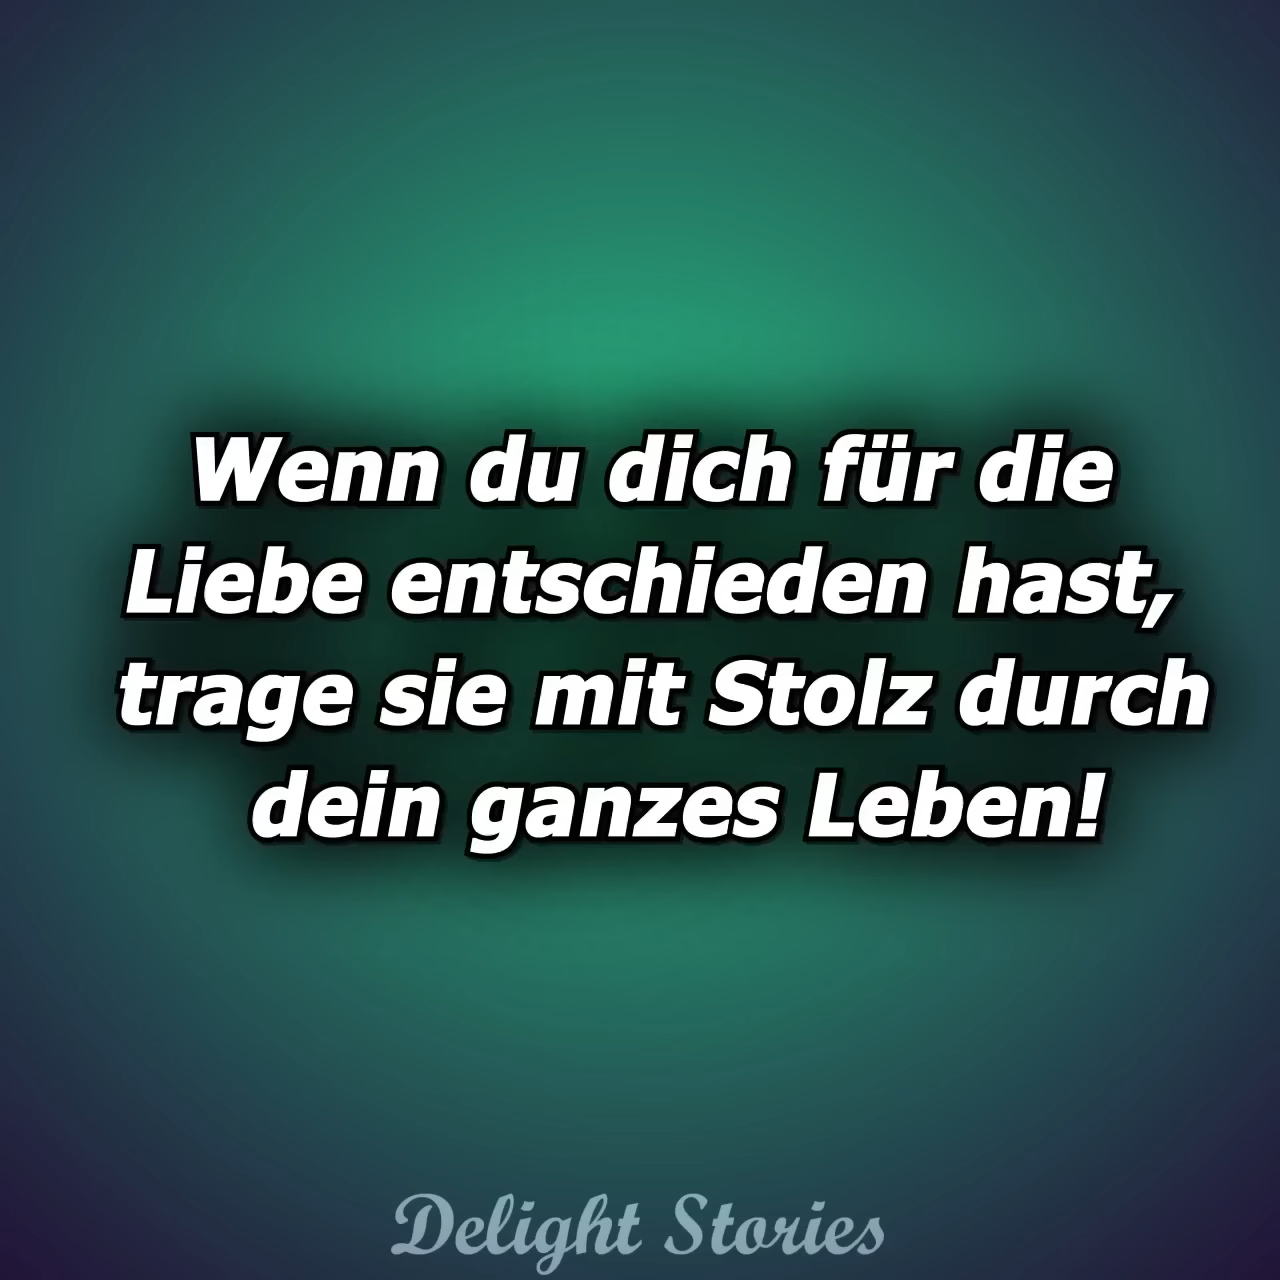 Wenn du dich für die
Liebe entschieden hast,
trage sie mit Stolz durch
dein ganzes Leben!
Delight Stories